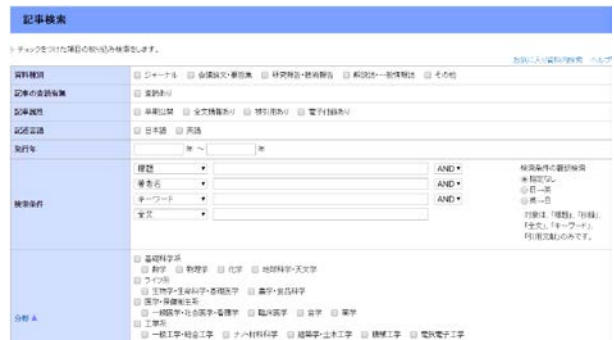 記事検索
チェックをつけた項目の絞り込み検索をします。
お気に入り資料内検索 ヘルプ
資料種別 ジャーナル 会議論文・要旨集 研究報告・技術報告 解説誌・一般情報誌 その他
記事の査読有無 査読あり
記事属性 早期公開 全文情報あり 被引用あり 電子付録あり
記述言語 日本語 英語
発行年 年 ~ 年
検索条件
標題 AND
著者名 AND
キーワード AND
全文
検索条件の翻訳検索
指定なし
日→英
英→日
対象は、「標題」、「抄録」、
「全文」、「キーワード」、
「引用文献」のみです。
分野 ▲
基礎科学系
数学 物理学 化学 地球科学・天文学
ライフ系
生物学・生命科学・基礎医学 農学・食品科学
医学・保健衛生系
一般医学・社会医学・看護学 臨床医学 歯学 薬学
工学系
一般工学・総合工学 ナノ・材料科学 建築学・土木工学 機械工学 電気電子工学